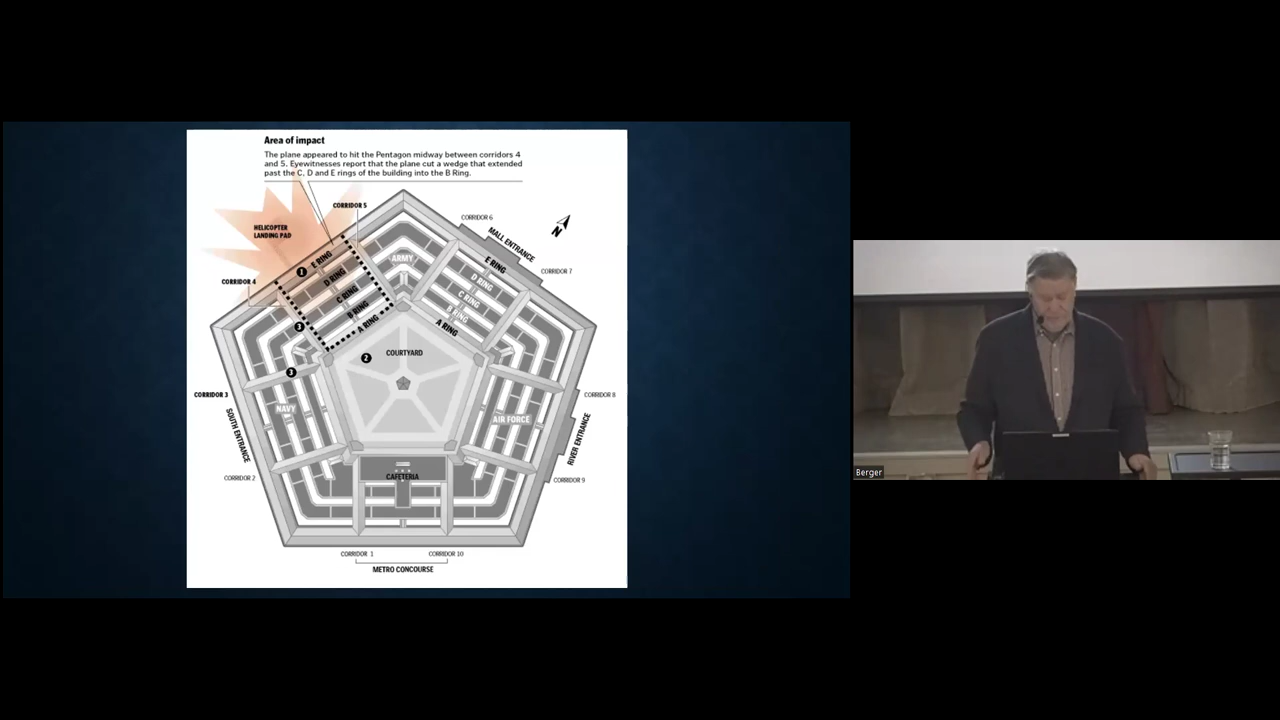 Area of impact
The plane appeared to hit the Pentagon midway between corridors 4
and 5. Eyewitnesses report that the plane cut a wedge that extended
past the C, D and E rings of the building into the B Ring.
CORRIDOR 5
CORRIDOR 6
HELICOPTER
LANDING PAD
MALL ENTRANCE
N
E RING
ARMY
E RING
CORRIDOR 7
1
CORRIDOR 4
D RING
D RING
C RING
C RING
B RING
B RING
A RING
A RING
3
2
COURTYARD
3
CORRIDOR 3
CORRIDOR 8
SOUTH ENTRANCE
NAVY
AIR FORCE
RIVER ENTRANCE
CORRIDOR 2
CAFETERIA
CORRIDOR 9
CORRIDOR 1
CORRIDOR 10
METRO CONCOURSE
Berger